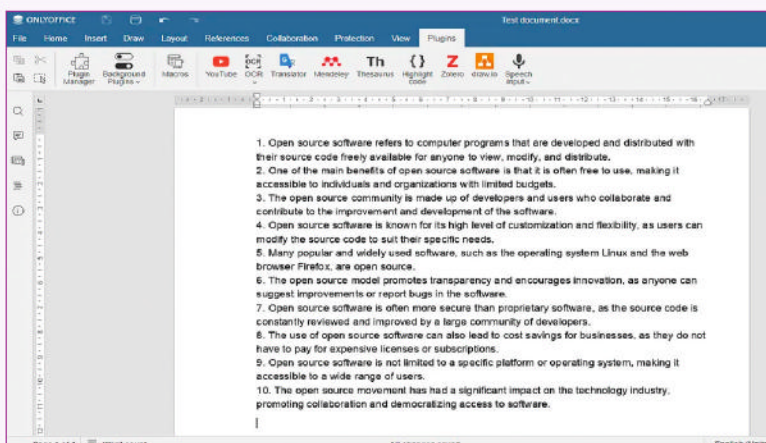 ONLYOFFICE
Test document.docx
File Home Insert Draw Layout References Collaboration Protection View Plugins
Plugin Manager Background Plugins Macros YouTube OCR Translator Mendeley Thesaurus Highlight code Zotero draw.io Speech input
1. Open source software refers to computer programs that are developed and distributed with
their source code freely available for anyone to view, modify, and distribute.
2. One of the main benefits of open source software is that it is often free to use, making it
accessible to individuals and organizations with limited budgets.
3. The open source community is made up of developers and users who collaborate and
contribute to the improvement and development of the software.
4. Open source software is known for its high level of customization and flexibility, as users can
modify the source code to suit their specific needs.
5. Many popular and widely used software, such as the operating system Linux and the web
browser Firefox, are open source.
6. The open source model promotes transparency and encourages innovation, as anyone can
suggest improvements or report bugs in the software.
7. Open source software is often more secure than proprietary software, as the source code is
constantly reviewed and improved by a large community of developers.
8. The use of open source software can also lead to cost savings for businesses, as they do not
have to pay for expensive licenses or subscriptions.
9. Open source software is not limited to a specific platform or operating system, making it
accessible to a wide range of users.
10. The open source movement has had a significant impact on the technology industry,
promoting collaboration and democratizing access to software.